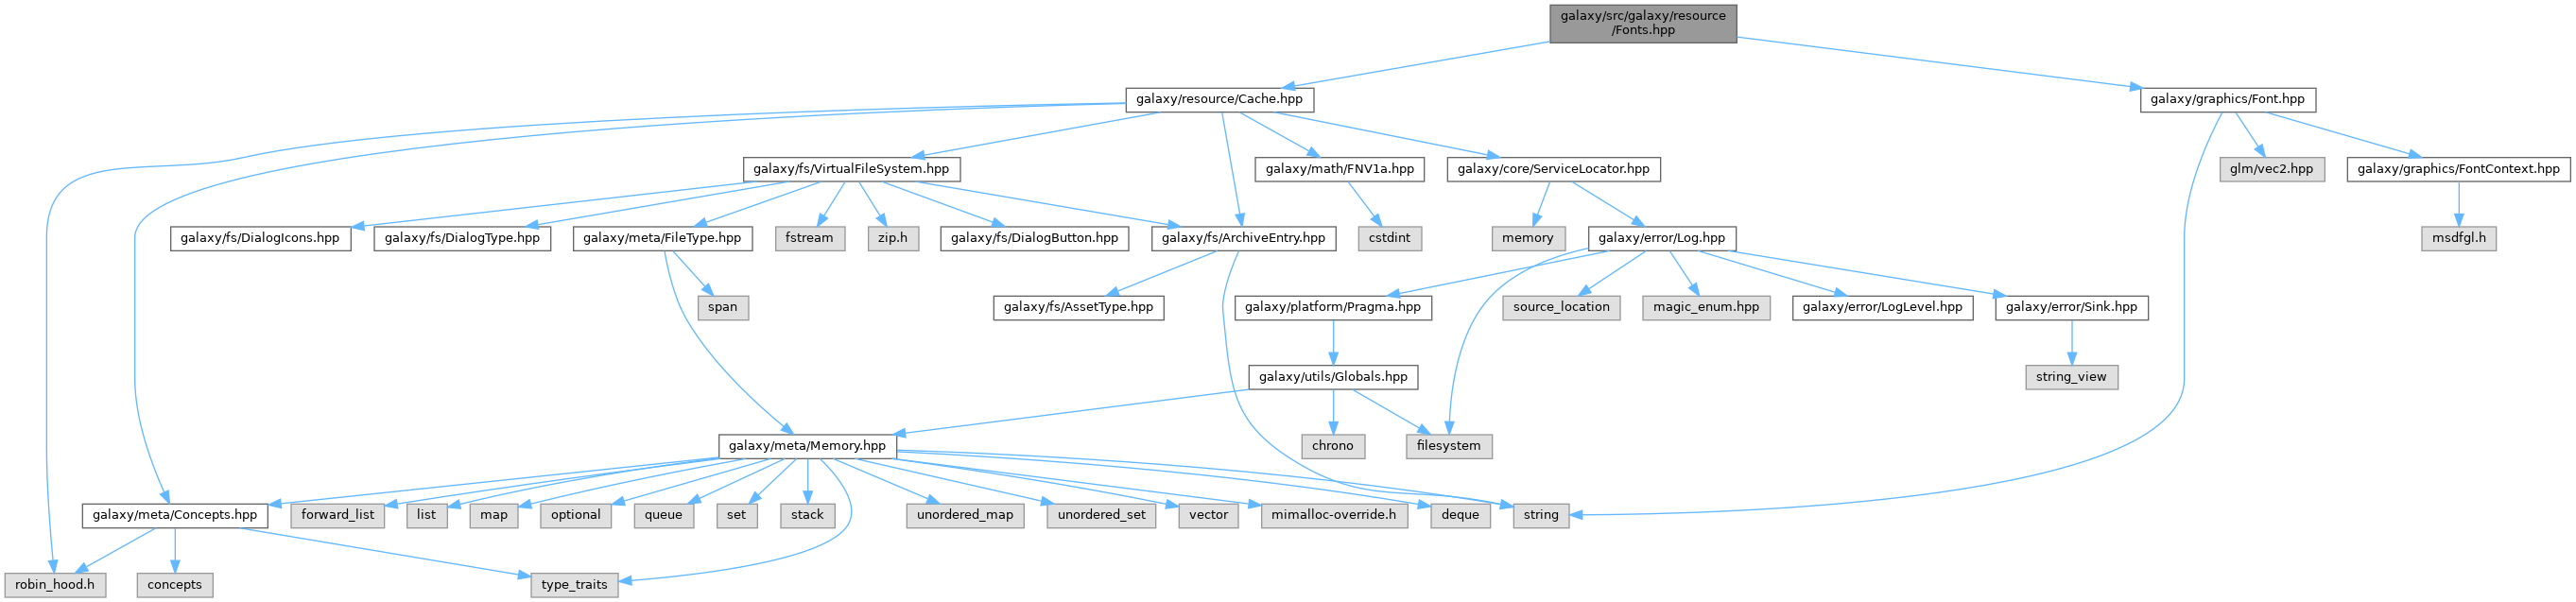 galaxy/src/galaxy/resource
/Fonts.hpp
galaxy/resource/Cache.hpp
galaxy/graphics/Font.hpp
galaxy/fs/VirtualFileSystem.hpp
galaxy/math/FNV1a.hpp
galaxy/core/ServiceLocator.hpp
glm/vec2.hpp
galaxy/graphics/FontContext.hpp
galaxy/fs/DialogIcons.hpp
galaxy/fs/DialogType.hpp
galaxy/meta/FileType.hpp
fstream
zip.h
galaxy/fs/DialogButton.hpp
galaxy/fs/ArchiveEntry.hpp
cstdint
memory
galaxy/error/Log.hpp
msdfgl.h
span
galaxy/fs/AssetType.hpp
galaxy/platform/Pragma.hpp
source_location
magic_enum.hpp
galaxy/error/LogLevel.hpp
galaxy/error/Sink.hpp
galaxy/utils/Globals.hpp
string_view
galaxy/meta/Memory.hpp
chrono
filesystem
galaxy/meta/Concepts.hpp
forward_list
list
map
optional
queue
set
stack
unordered_map
unordered_set
vector
mimalloc-override.h
deque
string
robin_hood.h
concepts
type_traits